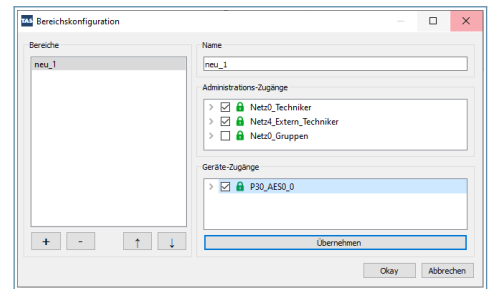 TAS Bereichskonfiguration
Bereiche
neu_1
+ - ↑ ↓
Name
neu_1
Administrations-Zugänge
Netz0_Techniker
Netz4_Extern_Techniker
Netz0_Gruppen
Geräte-Zugänge
P30_AES0_0
Übernehmen
Okay Abbrechen